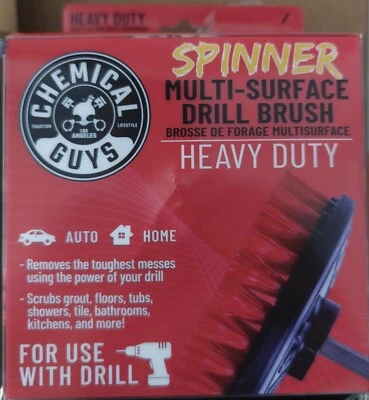 HEAVY DUTY
CHEMICAL
GUYS
TRADITION
LOS
ANGELES
LIFESTYLE
SPINNER
MULTI-SURFACE
DRILL BRUSH
BROSSE DE FORAGE MULTISURFACE
HEAVY DUTY
AUTO
HOME
- Removes the toughest messes
using the power of your drill
- Scrubs grout, floors, tubs,
showers, tile, bathrooms,
kitchens, and more!
FOR USE
WITH DRILL